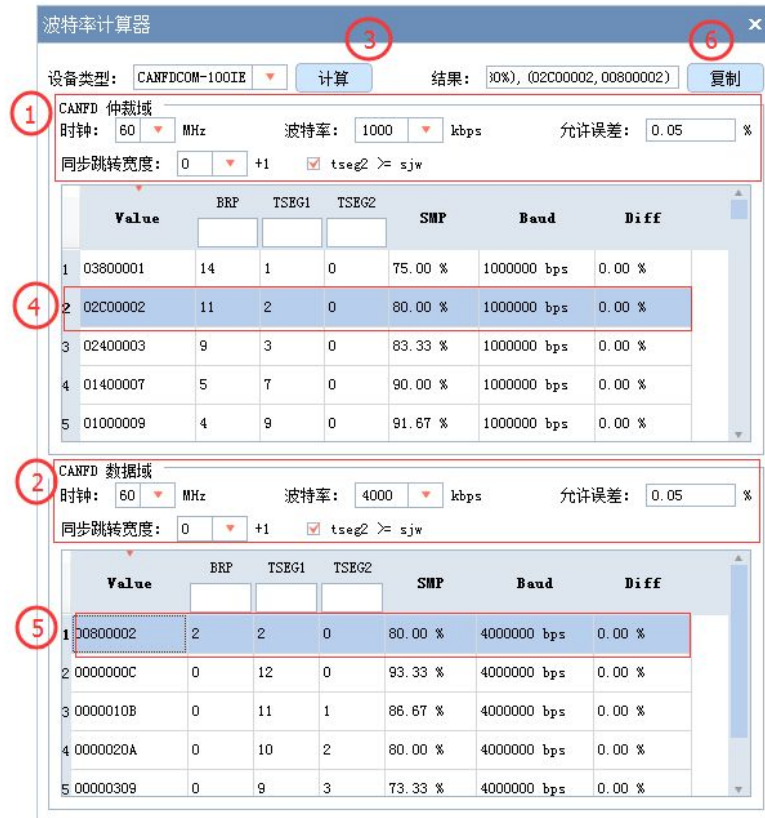 波特率计算器 ×
③ ⑥
设备类型: CANFDCOM-100IE 计算 结果: 30%), (02C00002,00800002) 复制
①
CANFD 仲裁域
时钟: 60 MHz 波特率: 1000 kbps 允许误差: 0.05 %
同步跳转宽度: 0 +1 tseg2 >= sjw
Value BRP TSEG1 TSEG2 SMP Baud Diff
1 03800001 14 1 0 75.00 % 1000000 bps 0.00 %
④
2 02C00002 11 2 0 80.00 % 1000000 bps 0.00 %
3 02400003 9 3 0 83.33 % 1000000 bps 0.00 %
4 01400007 5 7 0 90.00 % 1000000 bps 0.00 %
5 01000009 4 9 0 91.67 % 1000000 bps 0.00 %
②
CANFD 数据域
时钟: 60 MHz 波特率: 4000 kbps 允许误差: 0.05 %
同步跳转宽度: 0 +1 tseg2 >= sjw
Value BRP TSEG1 TSEG2 SMP Baud Diff
⑤
1 00800002 2 2 0 80.00 % 4000000 bps 0.00 %
2 0000000C 0 12 0 93.33 % 4000000 bps 0.00 %
3 0000010B 0 11 1 86.67 % 4000000 bps 0.00 %
4 0000020A 0 10 2 80.00 % 4000000 bps 0.00 %
5 00000309 0 9 3 73.33 % 4000000 bps 0.00 %